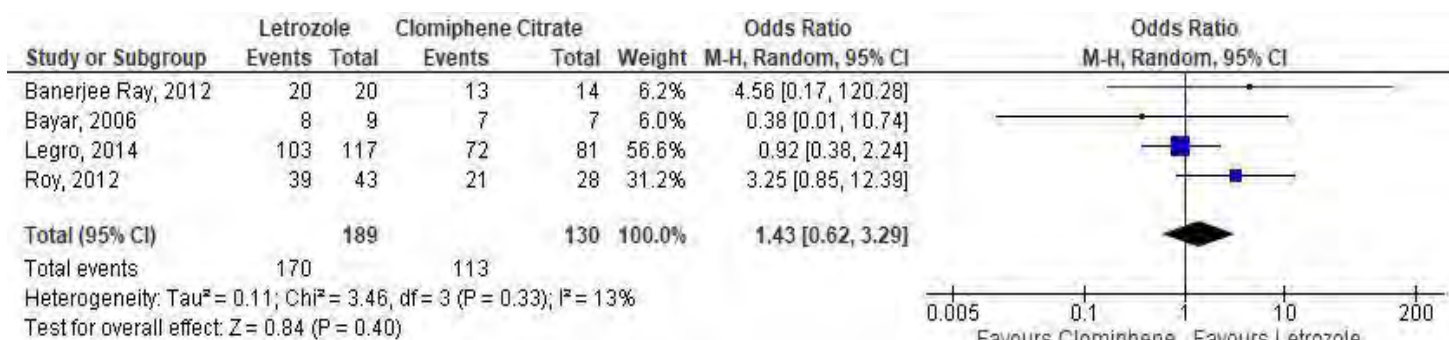 Letrozole Clomiphene Citrate Odds Ratio Odds Ratio
Study or Subgroup Events Total Events Total Weight M-H, Random, 95% CI M-H, Random, 95% CI
Banerjee Ray, 2012 20 20 13 14 6.2% 4.56 [0.17, 120.28]
Bayar, 2006 8 9 7 7 6.0% 0.38 [0.01, 10.74]
Legro, 2014 103 117 72 81 56.6% 0.92 [0.38, 2.24]
Roy, 2012 39 43 21 28 31.2% 3.25 [0.85, 12.39]
Total (95% CI) 189 130 100.0% 1.43 [0.62, 3.29]
Total events 170 113
Heterogeneity: Tau² = 0.11; Chi² = 3.46, df = 3 (P = 0.33); I² = 13%
Test for overall effect: Z = 0.84 (P = 0.40)
0.005 0.1 1 10 200
Favours Clomiphene Favours Letrozole